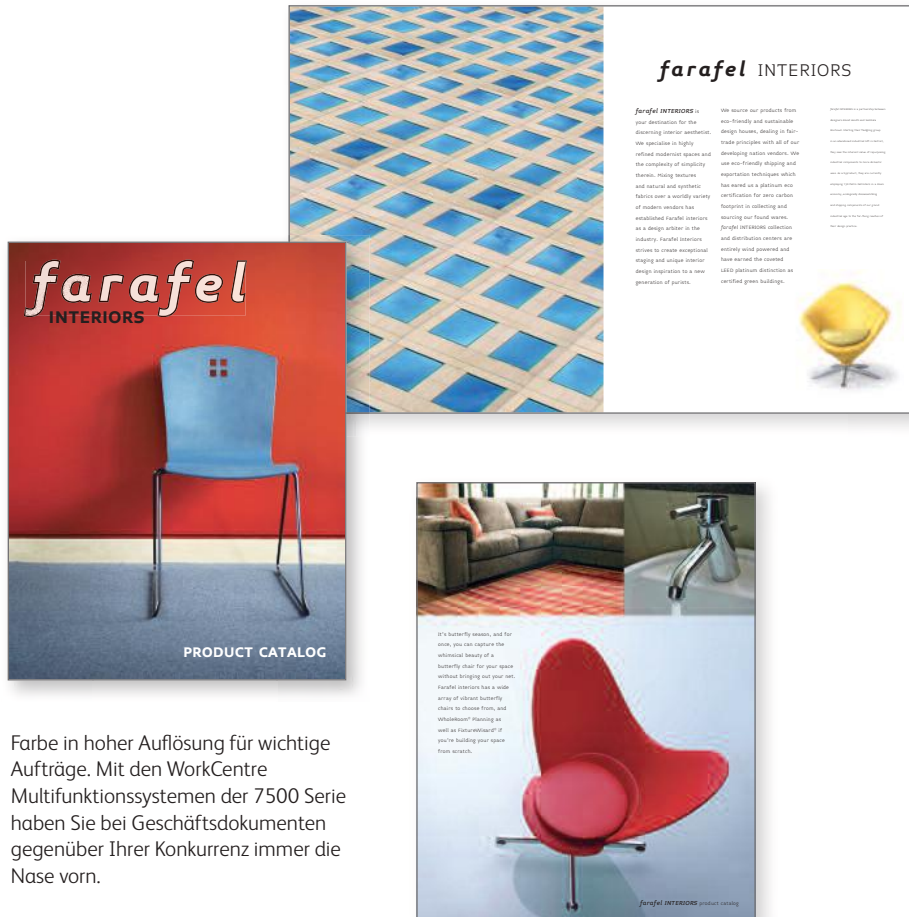 farafel INTERIORS
farafel INTERIORS is
your destination for the
discerning interior aesthetist.
We specialise in highly
refined modernist spaces and
the complexity of simplicity
therein. Mixing textures
and natural and synthetic
fabrics over a worldly variety
of modern vendors has
established Farafel Interiors
as a design arbiter in the
industry. Farafel Interiors
strives to create exceptional
staging and unique interior
design inspiration to a new
generation of purists.
We source our products from
eco-friendly and sustainable
design houses, dealing in fair-
trade principles with all of our
developing nation vendors. We
use eco-friendly shipping and
exportation techniques which
has eared us a platinum eco
certification for zero carbon
footprint in collecting and
sourcing our found wares.
farafel INTERIORS collection
and distribution centers are
entirely wind powered and
have earned the coveted
LEED platinum distinction as
certified green buildings.
farafel
INTERIORS
PRODUCT CATALOG
It's butterfly season, and for
once, you can capture the
whimsical beauty of a
butterfly chair for your space
without bringing out your net.
Farafel Interiors has a wide
array of vibrant butterfly
chairs to choose from, and
WholeRoom® Planning as
well as FixtureWizard® if
you're building your space
from scratch.
farafel INTERIORS product catalog
Farbe in hoher Auflösung für wichtige
Aufträge. Mit den WorkCentre
Multifunktionssystemen der 7500 Serie
haben Sie bei Geschäftsdokumenten
gegenüber Ihrer Konkurrenz immer die
Nase vorn.